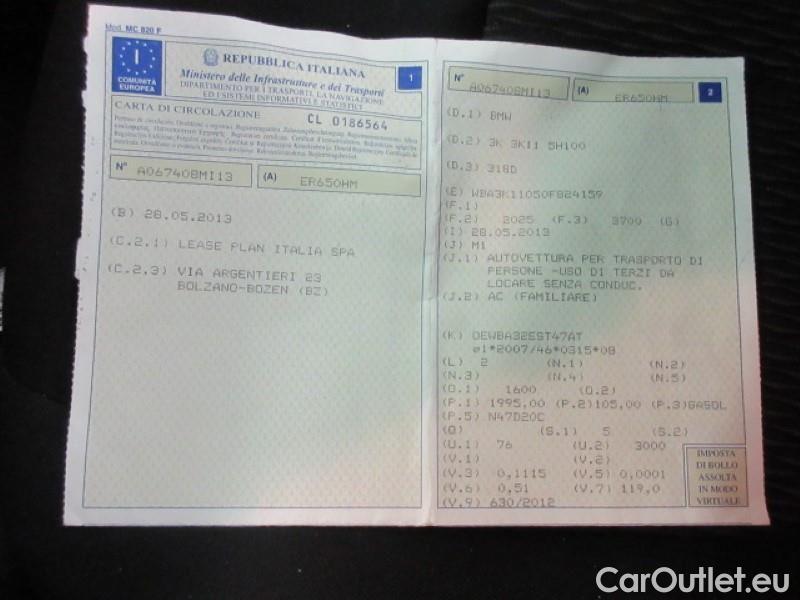 Mod. MC 820 F
I
COMUNITÀ
EUROPEA
REPUBBLICA ITALIANA
1
Ministero delle Infrastrutture e dei Trasporti
DIPARTIMENTO PER I TRASPORTI, LA NAVIGAZIONE
ED I SISTEMI INFORMATIVI E STATISTICI
CARTA DI CIRCOLAZIONE
CL 0186564
N° A067408MI13 (A) ER650HM
(B) 28.05.2013
(C.2.1) LEASE PLAN ITALIA SPA
(C.2.3) VIA ARGENTIERI 23
BOLZANO-BOZEN (BZ)
N° A067408MI13 (A) ER650HM 2
(D.1) BMW
(D.2) 3K 3K11 5H100
(D.3) 318D
(E) WBA3K11050F824159
(F.1)
(F.2) 2025 (F.3) 3700 (G)
(I) 28.05.2013
(J) M1
(J.1) AUTOVETTURA PER TRASPORTO DI
PERSONE -USO DI TERZI DA
LOCARE SENZA CONDUC.
(J.2) AC (FAMILIARE)
(K) OEWBA32EST47AT
e1*2007/46*0315*08
(L) 2 (N.1) (N.2)
(N.3) (N.4) (N.5)
(O.1) 1600 (O.2)
(P.1) 1995,00 (P.2)105,00 (P.3)GASOL
(P.5) N47D20C
(Q) (S.1) 5 (S.2)
(U.1) 76 (U.2) 3000
(V.1) (V.2)
(V.3) 0,1115 (V.5) 0,0001
(V.6) 0,51 (V.7) 119,0
(V.9) 630/2012
IMPOSTA
DI BOLLO
ASSOLTA
IN MODO
VIRTUALE
CarOutlet.eu